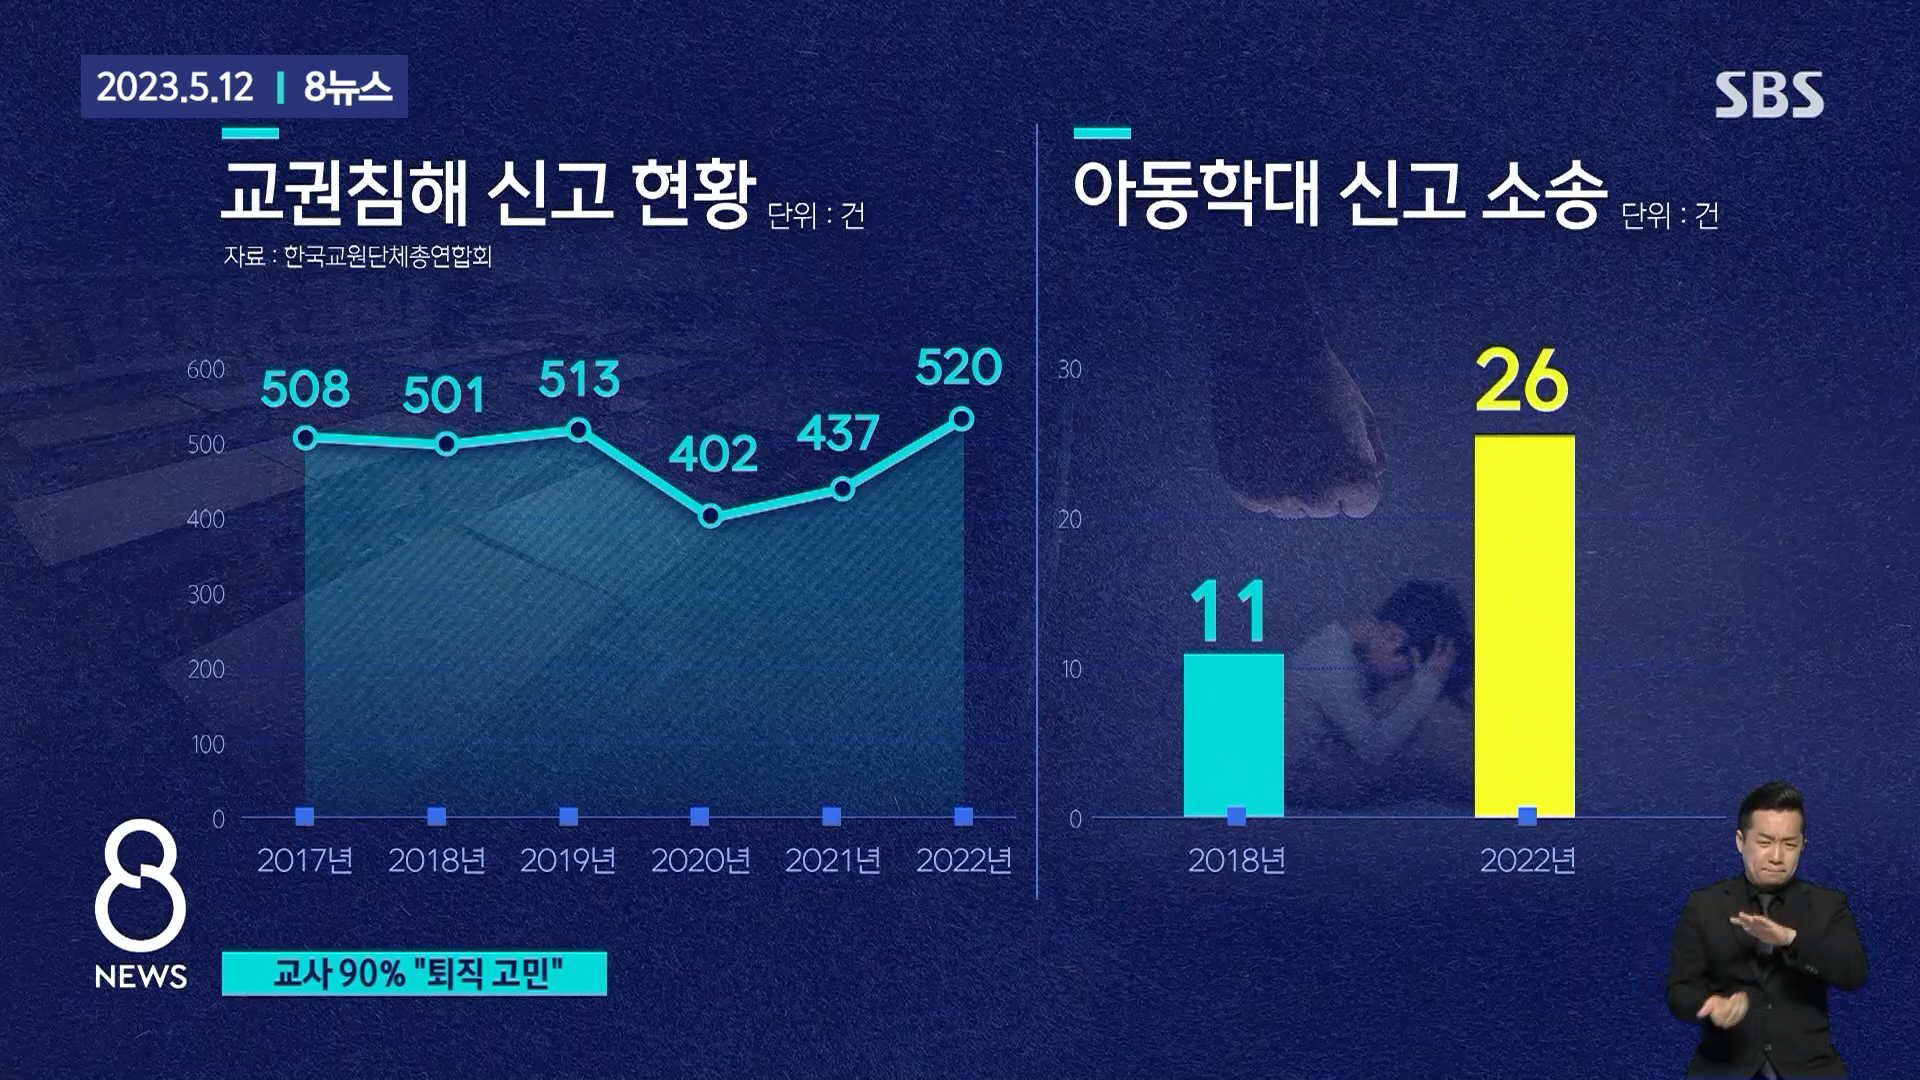 2023.5.12 | 8뉴스
SBS
교권침해 신고 현황 단위 : 건
자료 : 한국교원단체총연합회
600
500
400
300
200
100
0
508
501
513
402
437
520
2017년 2018년 2019년 2020년 2021년 2022년
아동학대 신고 소송 단위 : 건
30
20
10
0
11
26
2018년 2022년
8
NEWS
교사 90% "퇴직 고민"